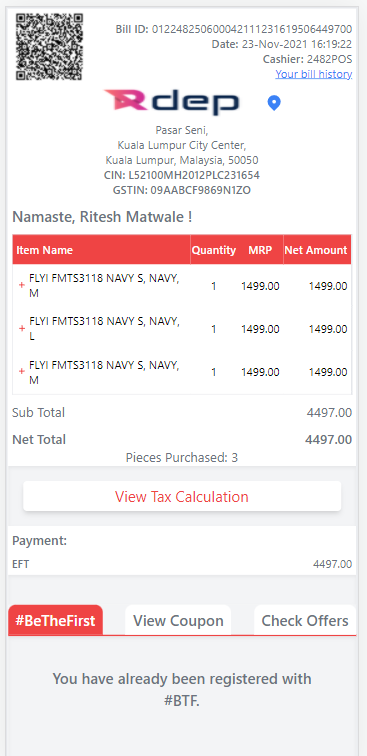 Bill ID: 01224825060004211123161950644970​0
Date: 23-Nov-2021 16:19:22
Cashier: 2482POS
Your bill history
Rdep
Pasar Seni,
Kuala Lumpur City Center,
Kuala Lumpur, Malaysia, 50050
CIN: L52100MH2012PLC231654
GSTIN: 09AABCF9869N1ZO
Namaste, Ritesh Matwale !
Item Name Quantity MRP Net Amount
+ FLYI FMTS3118 NAVY S, NAVY, 1 1499.00 1499.00
M
+ FLYI FMTS3118 NAVY S, NAVY, 1 1499.00 1499.00
L
+ FLYI FMTS3118 NAVY S, NAVY, 1 1499.00 1499.00
M
Sub Total 4497.00
Net Total 4497.00
Pieces Purchased: 3
View Tax Calculation
Payment:
EFT 4497.00
#BeTheFirst View Coupon Check Offers
You have already been registered with
#BTF.